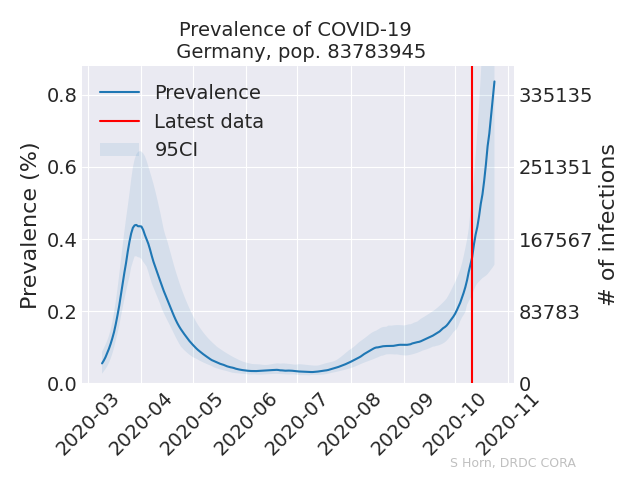 Prevalence of COVID-19
Germany, pop. 83783945
Prevalence
Latest data
95CI
Prevalence (%)
0.8
0.6
0.4
0.2
0.0
335135
251351
167567
83783
0
# of infections
2020-03
2020-04
2020-05
2020-06
2020-07
2020-08
2020-09
2020-10
2020-11
S Horn, DRDC CORA